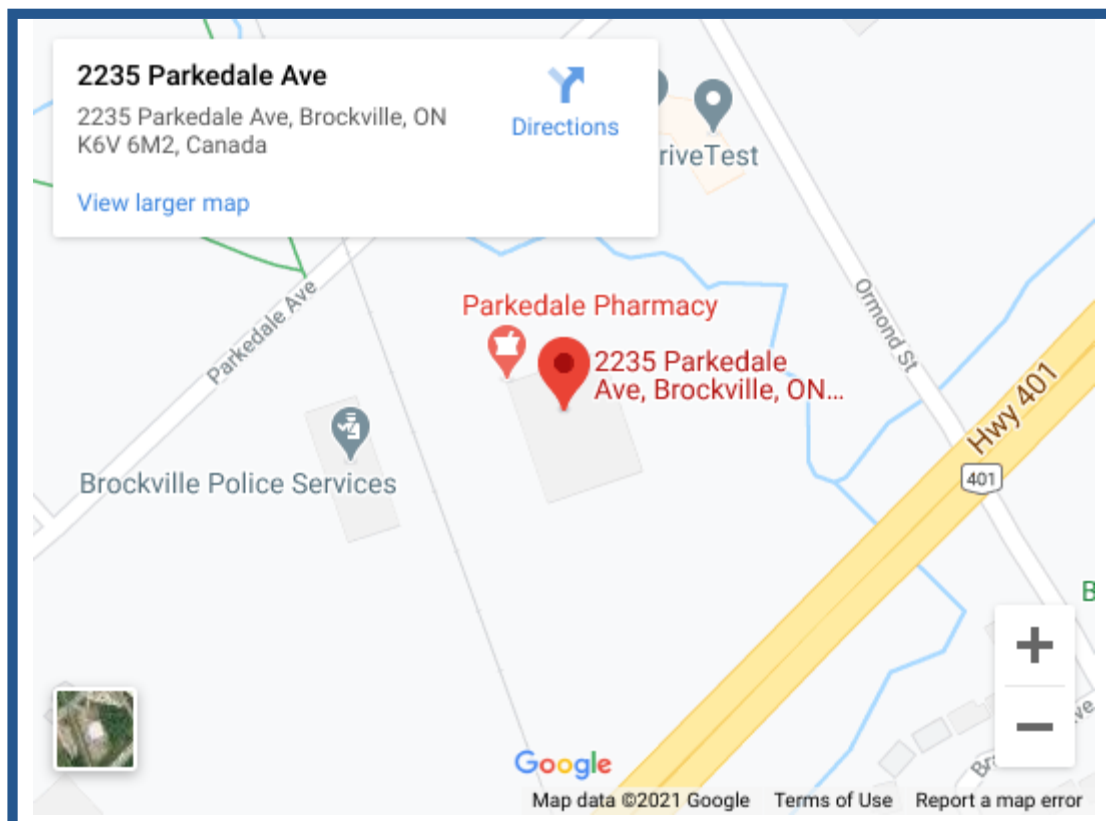 2235 Parkedale Ave
2235 Parkedale Ave, Brockville, ON
K6V 6M2, Canada
Directions
View larger map
riveTest
Parkedale Ave
Ormond St
Parkedale Pharmacy
2235 Parkedale
Ave, Brockville, ON...
Hwy 401
401
Brockville Police Services
B
+
−
Bra
ve
Google
Map data ©2021 Google
Terms of Use
Report a map error